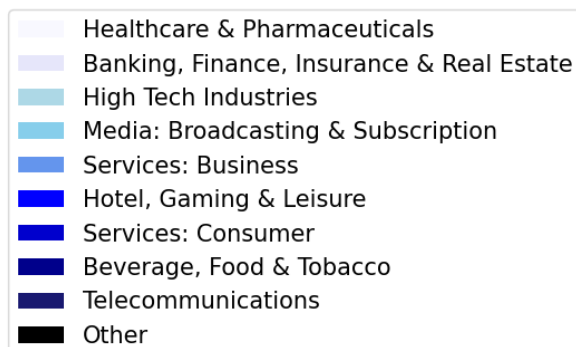 Healthcare & Pharmaceuticals
Banking, Finance, Insurance & Real Estate
High Tech Industries
Media: Broadcasting & Subscription
Services: Business
Hotel, Gaming & Leisure
Services: Consumer
Beverage, Food & Tobacco
Telecommunications
Other